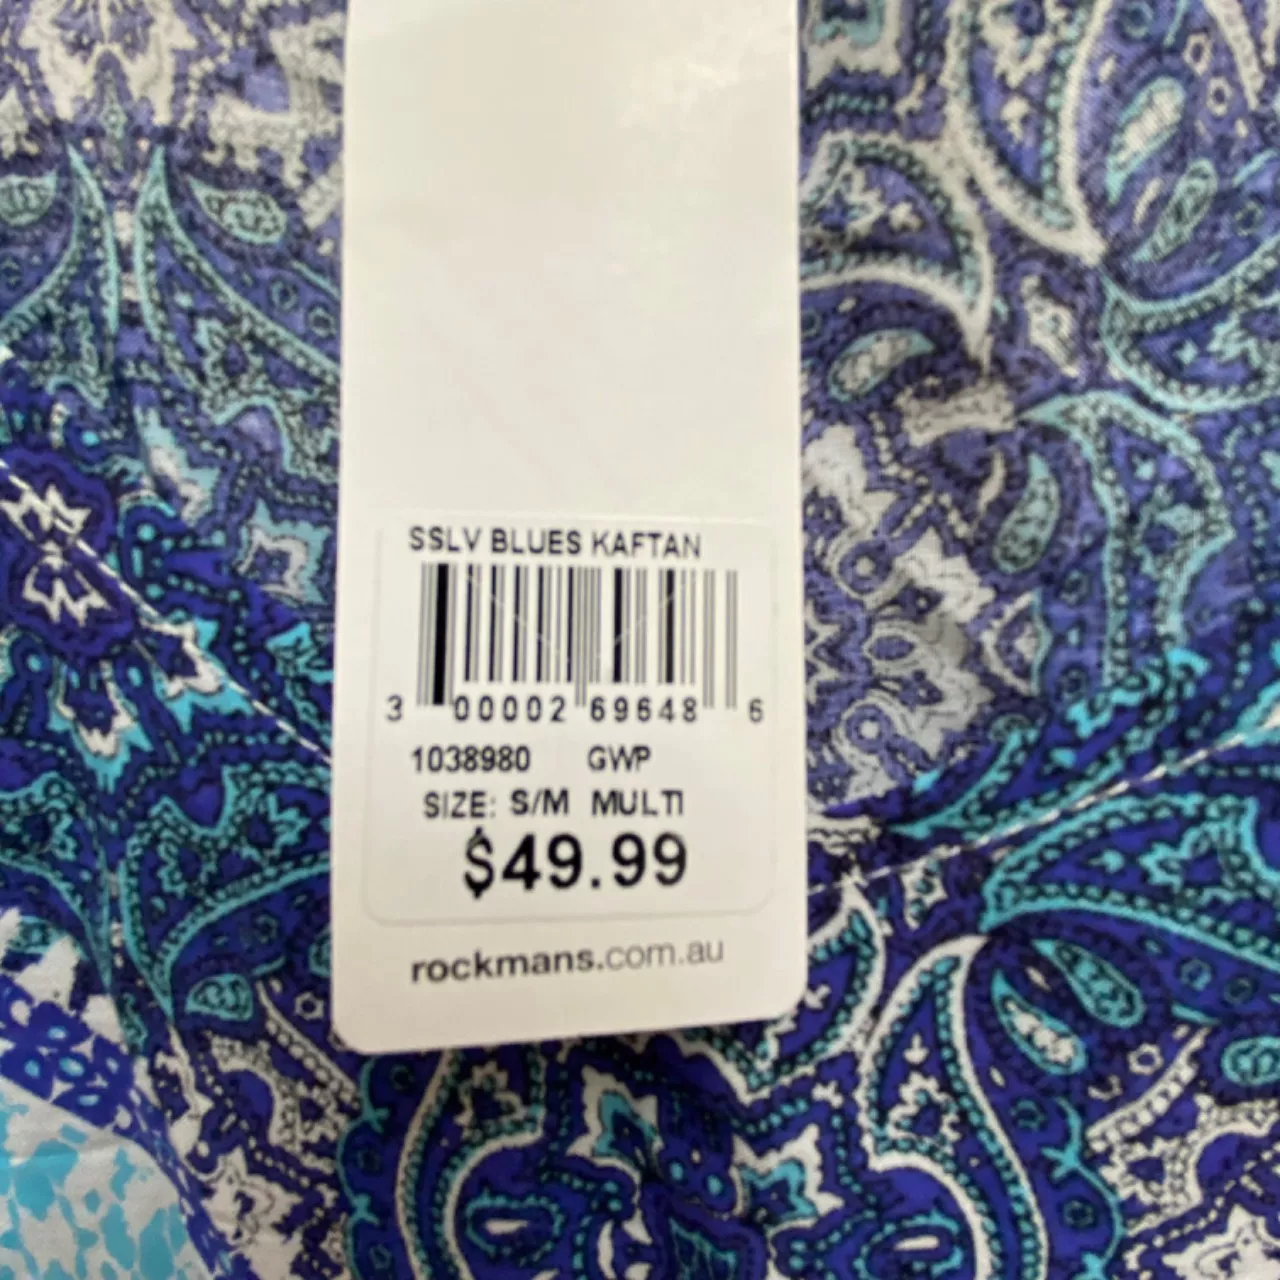 SSLV BLUES KAFTAN
3 00002 69648 6
1038980 GWP
SIZE: S/M MULTI
$49.99
rockmans.com.au